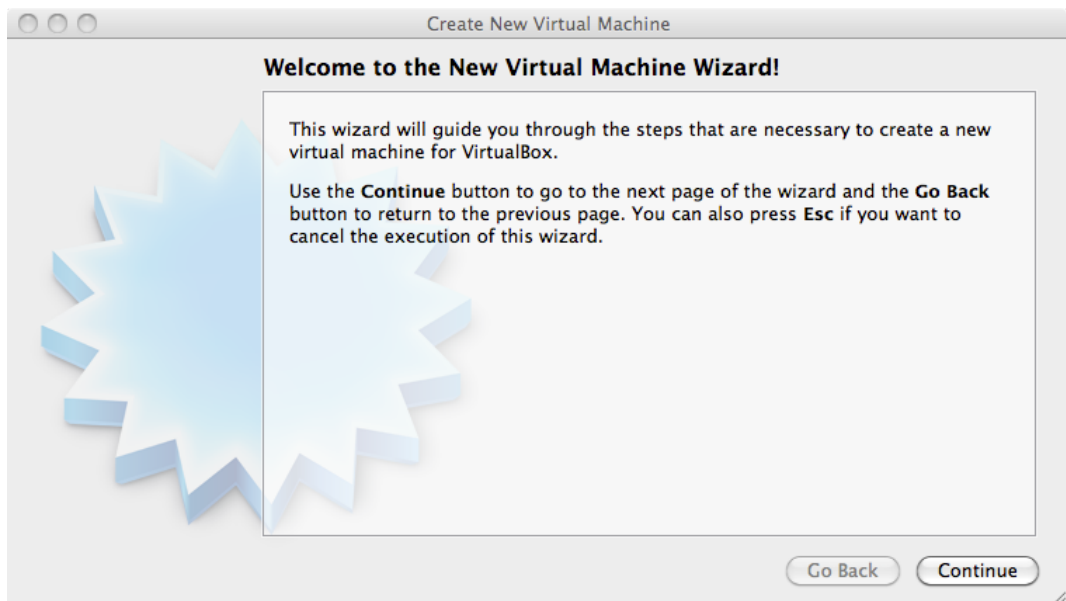 Create New Virtual Machine
Welcome to the New Virtual Machine Wizard!
This wizard will guide you through the steps that are necessary to create a new
virtual machine for VirtualBox.
Use the Continue button to go to the next page of the wizard and the Go Back
button to return to the previous page. You can also press Esc if you want to
cancel the execution of this wizard.
Go Back
Continue